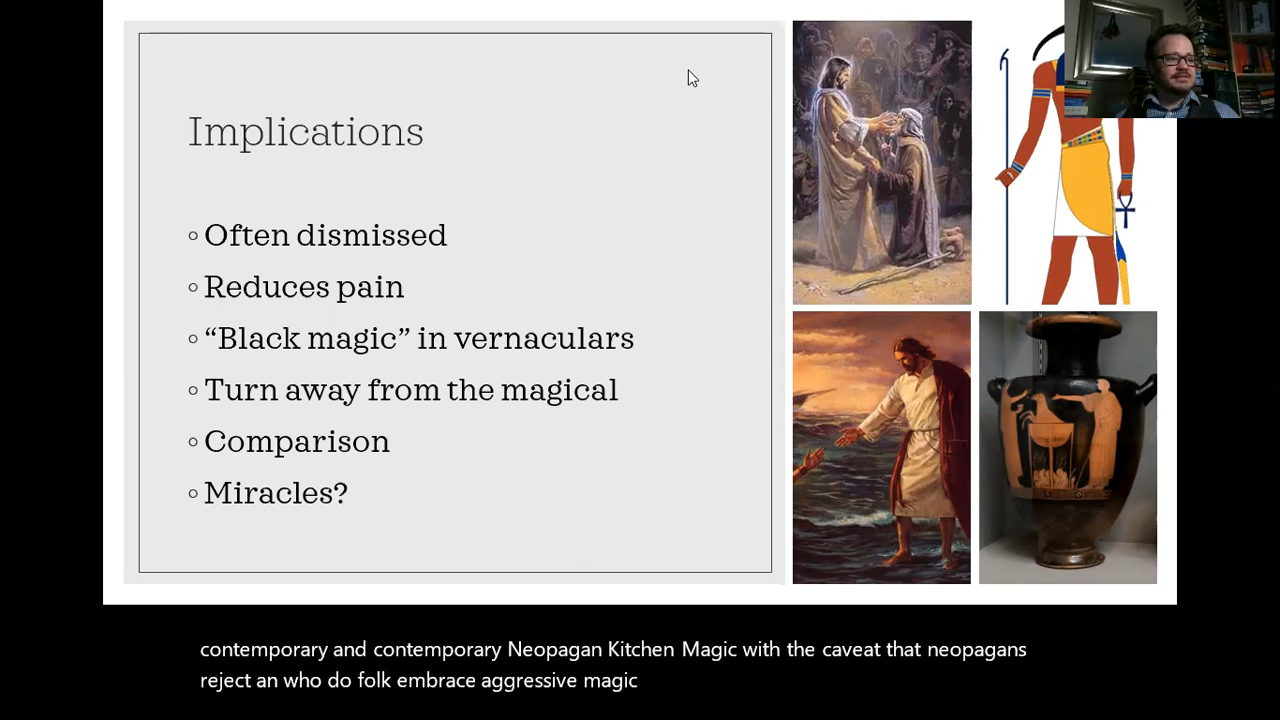 Implications
◦ Often dismissed
◦ Reduces pain
◦ “Black magic” in vernaculars
◦ Turn away from the magical
◦ Comparison
◦ Miracles?
contemporary and contemporary Neopagan Kitchen Magic with the caveat that neopagans
reject an who do folk embrace aggressive magic